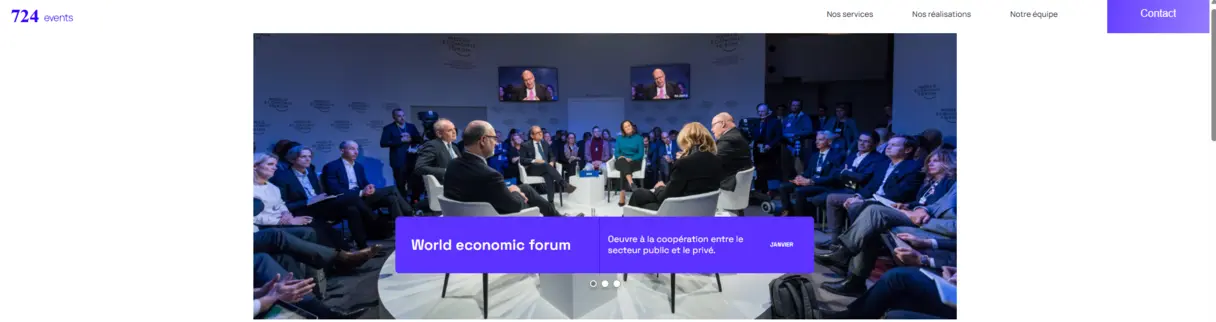 724 events
Nos services
Nos réalisations
Notre équipe
Contact
World economic forum
Oeuvre à la coopération entre le
secteur public et le privé.
JANVIER